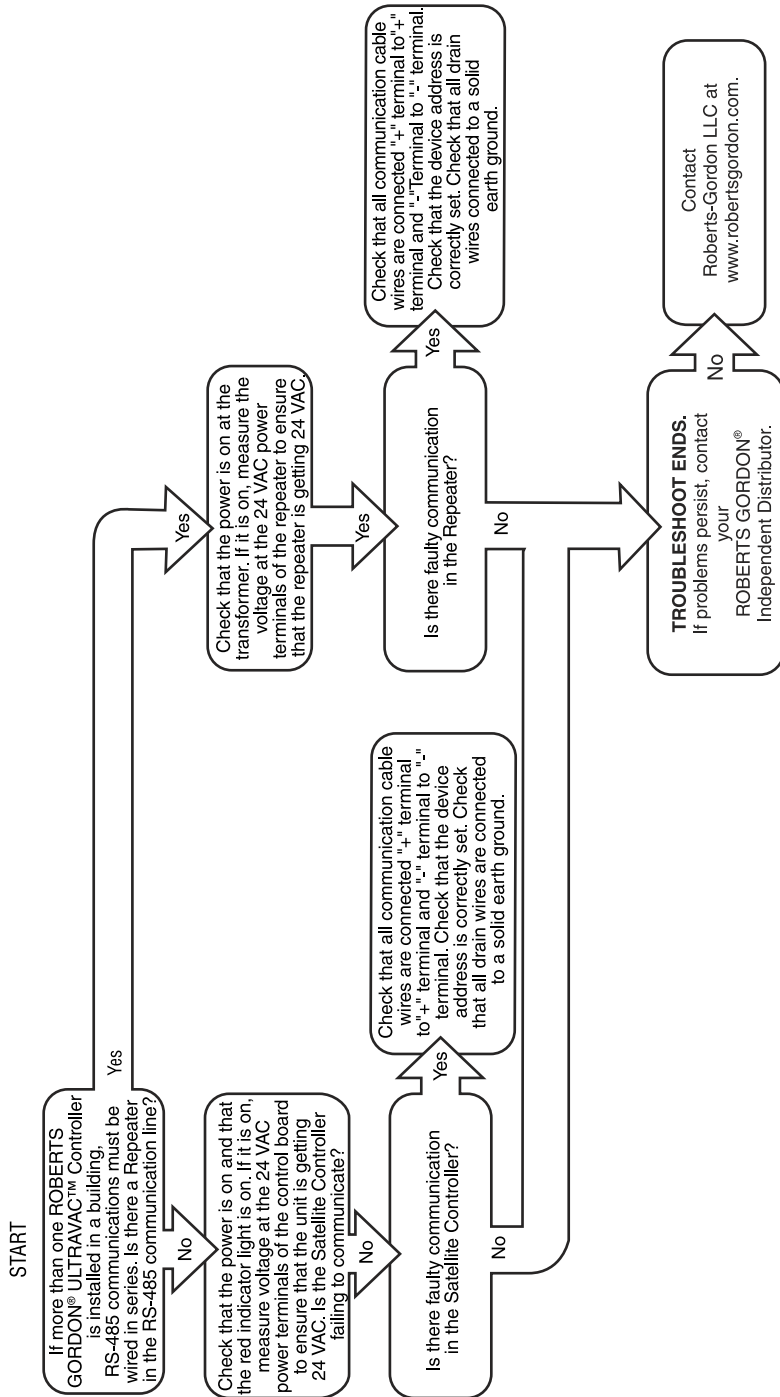 START
If more than one ROBERTS
GORDON® ULTRAVAC™ Controller
is installed in a building,
RS-485 communications must be
wired in series. Is there a Repeater
in the RS-485 communication line?
Yes
No
Check that the power is on and that
the red indicator light is on. If it is on,
measure voltage at the 24 VAC
power terminals of the control board
to ensure that the unit is getting
24 VAC. Is the Satellite Controller
failing to communicate?
No
Is there faulty communication
in the Satellite Controller?
Yes
No
Check that all communication cable
wires are connected "+" terminal
to"+" terminal and "-" terminal to "-"
terminal. Check that the device
address is correctly set. Check
that all drain wires are connected
to a solid earth ground.
Yes
Check that the power is on at the
transformer. If it is on, measure the
voltage at the 24 VAC power
terminals of the repeater to ensure
that the repeater is getting 24 VAC.
Yes
Is there faulty communication
in the Repeater?
Yes
No
Check that all communication cable
wires are connected "+" terminal to"+"
terminal and "-"Terminal to "-" terminal.
Check that the device address is
correctly set. Check that all drain
wires connected to a solid
earth ground.
TROUBLESHOOT ENDS.
If problems persist, contact
your
ROBERTS GORDON®
Independent Distributor.
No
Contact
Roberts-Gordon LLC at
www.robertsgordon.com.